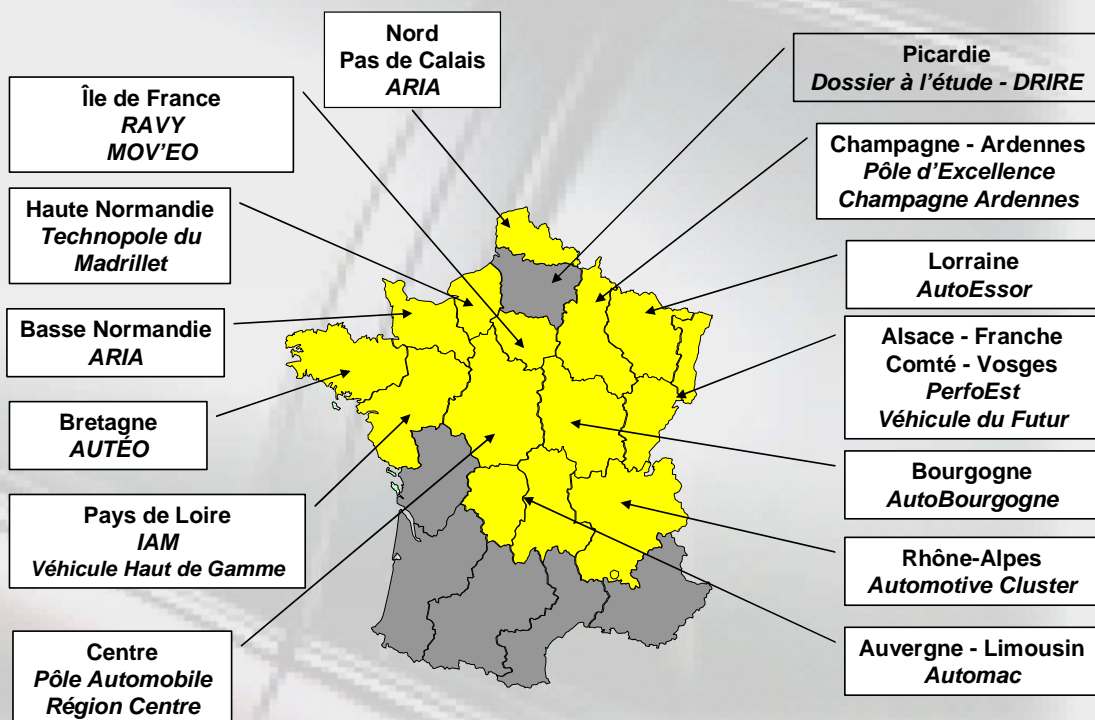 Nord
Pas de Calais
ARIA
Picardie
Dossier à l’étude - DRIRE
Île de France
RAVY
MOV’EO
Champagne - Ardennes
Pôle d’Excellence
Champagne Ardennes
Haute Normandie
Technopole du
Madrillet
Lorraine
AutoEssor
Basse Normandie
ARIA
Alsace - Franche
Comté - Vosges
PerfoEst
Véhicule du Futur
Bretagne
AUTÉO
Bourgogne
AutoBourgogne
Pays de Loire
IAM
Véhicule Haut de Gamme
Rhône-Alpes
Automotive Cluster
Centre
Pôle Automobile
Région Centre
Auvergne - Limousin
Automac